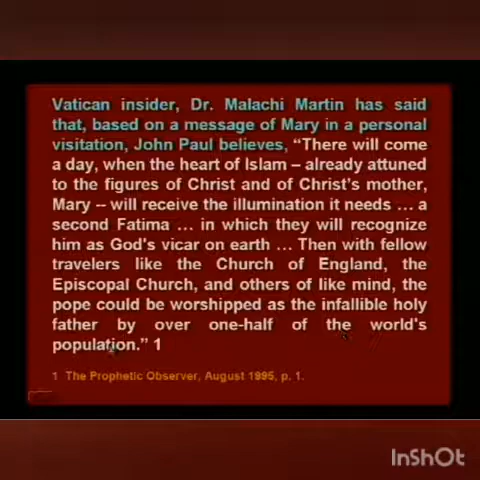 Vatican insider, Dr. Malachi Martin has said
that, based on a message of Mary in a personal
visitation, John Paul believes, “There will come
a day, when the heart of Islam – already attuned
to the figures of Christ and of Christ's mother,
Mary -- will receive the illumination it needs ... a
second Fatima ... in which they will recognize
him as God's vicar on earth ... Then with fellow
travelers like the Church of England, the
Episcopal Church, and others of like mind, the
pope could be worshipped as the infallible holy
father by over one-half of the world's
population.” 1
1 The Prophetic Observer, August 1995, p. 1.
InShOt